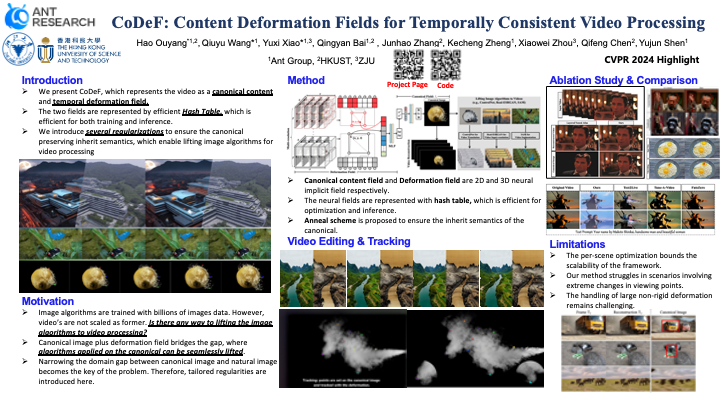 ANT
RESEARCH
香港科技大學
THE HONG KONG
UNIVERSITY OF SCIENCE
AND TECHNOLOGY
CoDeF: Content Deformation Fields for Temporally Consistent Video Processing
Hao Ouyang*1,2, Qiuyu Wang*1, Yuxi Xiao*1,3, Qingyan Bai1,2 , Junhao Zhang2, Kecheng Zheng1, Xiaowei Zhou3, Qifeng Chen2, Yujun Shen1
1Ant Group, 2HKUST, 3ZJU
CVPR 2024 Highlight
Project Page
Code
Introduction
➢ We present CoDeF, which represents the video as a canonical content
and temporal deformation field.
➢ The two fields are represented by efficient Hash Table, which is
efficient for both training and inference.
➢ We introduce several regularizations to ensure the canonical
preserving inherit semantics, which enable lifting image algorithms for
video processing
Motivation
➢ Image algorithms are trained with billions of images data. However,
video's are not scaled as former. Is there any way to lifting the image
algorithms to video processing?
➢ Canonical image plus deformation field bridges the gap, where
algorithms applied on the canonical can be seamlessly lifted.
➢ Narrowing the domain gap between canonical image and natural image
becomes the key of the problem. Therefore, tailored regularities are
introduced here.
Method
➢ Canonical content field and Deformation field are 2D and 3D neural
implicit field respectively.
➢ The neural fields are represented with hash table, which is efficient for
optimization and inference.
➢ Anneal scheme is proposed to ensure the inherit semantics of the
canonical.
Video Editing & Tracking
Tracking points are set on the canonical image
and tracked with the deformation.
Ablation Study & Comparison
Original Video
Ours
Limitations
➢ The per-scene optimization bounds the
scalability of the framework.
➢ Our method struggles in scenarios involving
extreme changes in viewing points.
➢ The handling of large non-rigid deformation
remains challenging.
Canonical Image